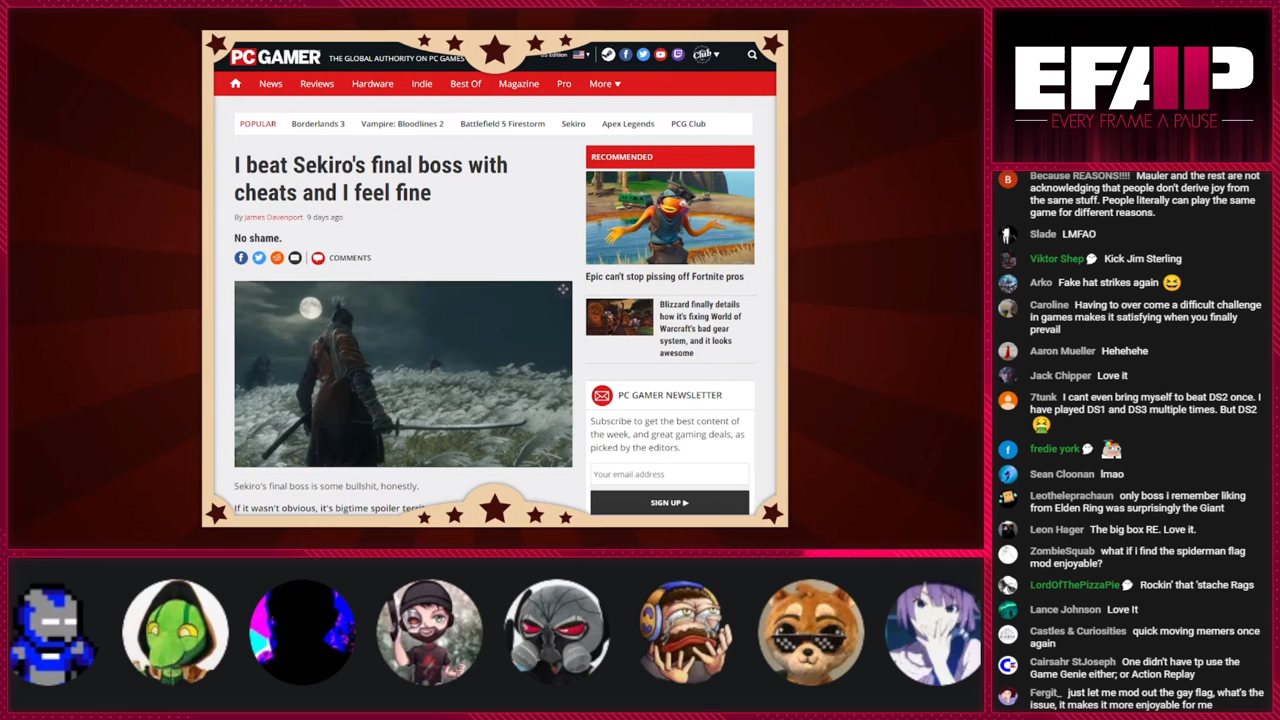 PC GAMER THE GLOBAL AUTHORITY ON PC GAMES
US Edition
Club
News Reviews Hardware Indie Best Of Magazine Pro More
POPULAR Borderlands 3 Vampire: Bloodlines 2 Battlefield 5 Firestorm Sekiro Apex Legends PCG Club
I beat Sekiro's final boss with
cheats and I feel fine
By James Davenport 9 days ago
No shame.
COMMENTS
Sekiro's final boss is some bullshit, honestly.
If it wasn't obvious, it's bigtime spoiler
RECOMMENDED
Epic can't stop pissing off Fortnite pros
Blizzard finally details
how it's fixing World of
Warcraft's bad gear
system, and it looks
awesome
PC GAMER NEWSLETTER
Subscribe to get the best content of
the week, and great gaming deals, as
picked by the editors.
Your email address
SIGN UP
EFAP
EVERY FRAME A PAUSE
B Because REASONS!!!! Mauler and the rest are not
acknowledging that people don't derive joy from
the same stuff. People literally can play the same
game for different reasons.
Slade LMFAO
Viktor Shep Kick Jim Sterling
Arko Fake hat strikes again
Caroline Having to over come a difficult challenge
in games makes it satisfying when you finally
prevail
Aaron Mueller Hehehehe
Jack Chipper Love it
7tunk I cant even bring myself to beat DS2 once. I
have played DS1 and DS3 multiple times. But DS2
f fredie york
Sean Cloonan lmao
Leotheleprachaun only boss i remember liking
from Elden Ring was surprisingly the Giant
Leon Hager The big box RE. Love it.
ZombieSquab what if i find the spiderman flag
mod enjoyable?
LordOfThePizzaPie Rockin' that 'stache Rags
Lance Johnson Love It
Castles & Curiosities quick moving memers once
again
Cairsahr StJoseph One didn't have tp use the
Game Genie either; or Action Replay
Fergit_ just let me mod out the gay flag, what's the
issue, it makes it more enjoyable for me